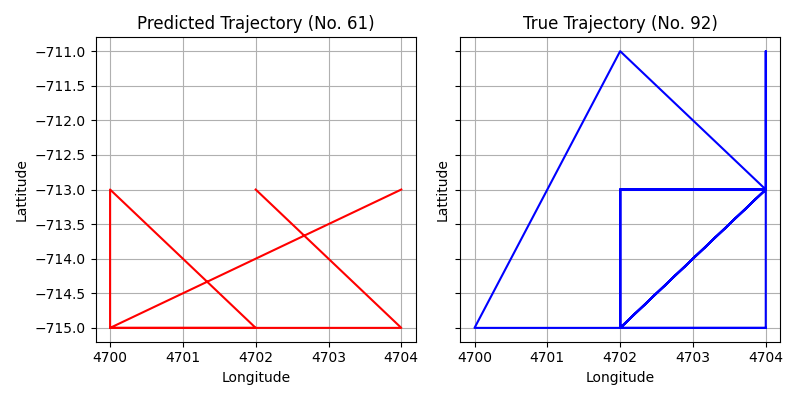 Predicted Trajectory (No. 61)
True Trajectory (No. 92)
−711.0
−711.5
−712.0
−712.5
−713.0
−713.5
−714.0
−714.5
−715.0
Lattitude
Lattitude
4700 4701 4702 4703 4704
4700 4701 4702 4703 4704
Longitude
Longitude